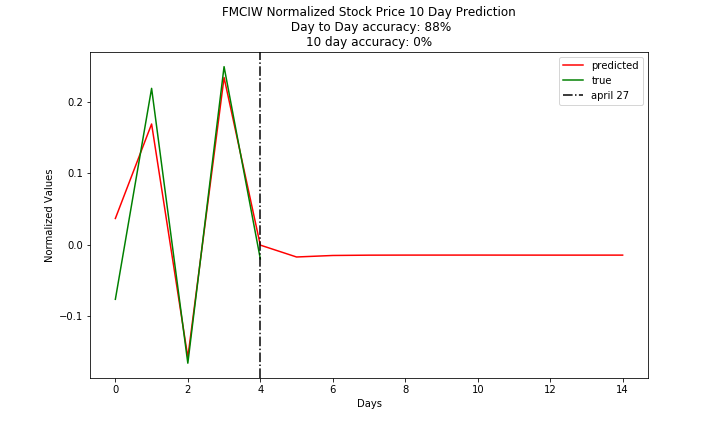 FMCIW Normalized Stock Price 10 Day Prediction
Day to Day accuracy: 88%
10 day accuracy: 0%
predicted
true
april 27
Normalized Values
0.2
0.1
0.0
−0.1
0 2 4 6 8 10 12 14
Days